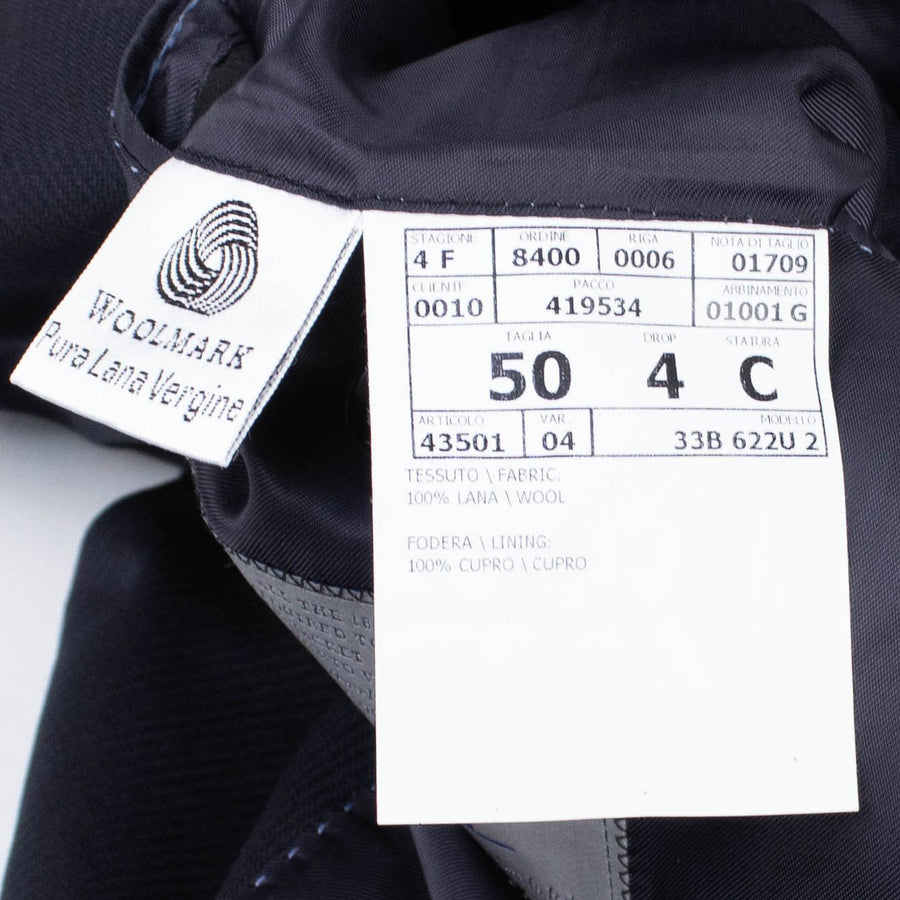 WOOLMARK
Pura Lana Vergine
STAGIONE ORDINE RIGA NOTA DI TAGLIO
4 F 8400 0006 01709
CLIENTE PACCO ABBINAMENTO
0010 419534 01001 G
TAGLIA DROP STATURA
50 4 C
ARTICOLO VAR. MODELLO
43501 04 33B 622U 2
TESSUTO \ FABRIC:
100% LANA \ WOOL
FODERA \ LINING:
100% CUPRO \ CUPRO
THE